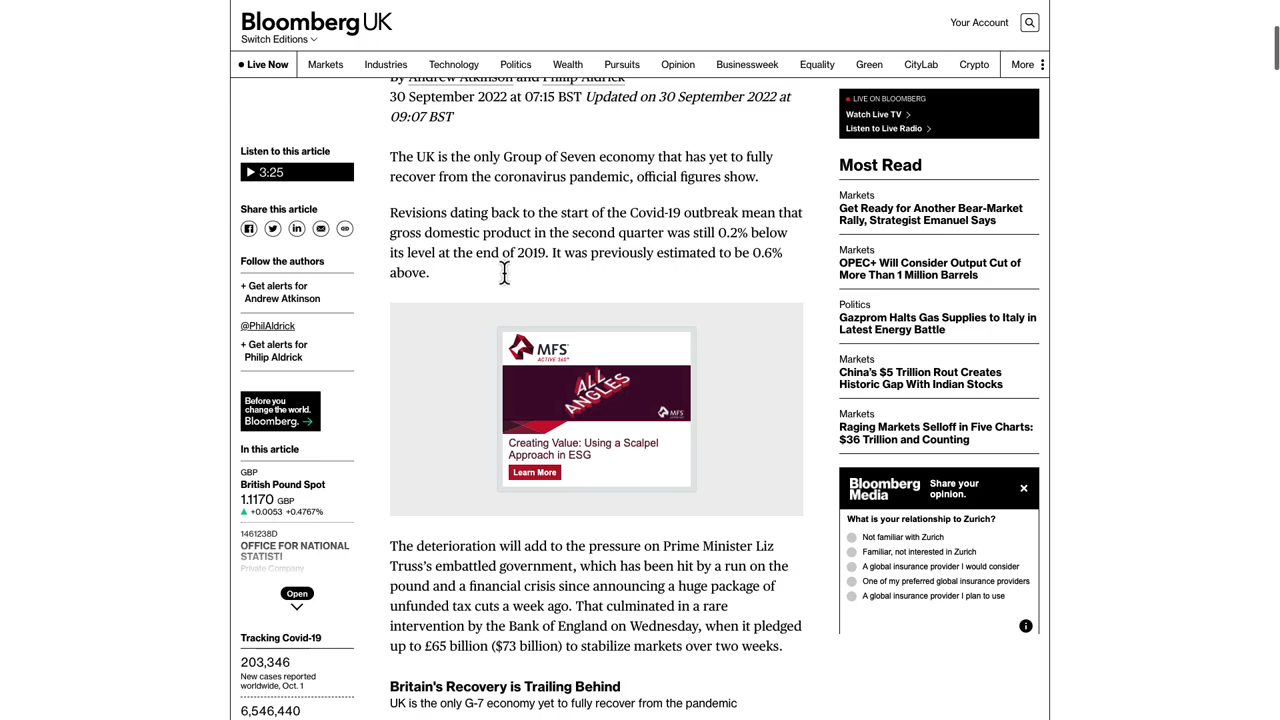 Bloomberg UK
Switch Editions
Your Account
Live Now
Markets
Industries
Technology
Politics
Wealth
Pursuits
Opinion
Businessweek
Equality
Green
CityLab
Crypto
More
By Andrew Atkinson and Philip Aldrick
30 September 2022 at 07:15 BST Updated on 30 September 2022 at
09:07 BST
Listen to this article
3:25
Share this article
Follow the authors
+ Get alerts for
Andrew Atkinson
@PhilAldrick
+ Get alerts for
Philip Aldrick
Before you
change the world.
Bloomberg.
In this article
GBP
British Pound Spot
1.1170 GBP
+0.0053 +0.4767%
1461238D
OFFICE FOR NATIONAL
STATISTI
Private Company
Open
Tracking Covid-19
203,346
New cases reported
worldwide, Oct. 1
6,546,440
The UK is the only Group of Seven economy that has yet to fully
recover from the coronavirus pandemic, official figures show.
Revisions dating back to the start of the Covid-19 outbreak mean that
gross domestic product in the second quarter was still 0.2% below
its level at the end of 2019. It was previously estimated to be 0.6%
above.
MFS
ACTIVE 360°
ALL
ANGLES
MFS
Creating Value: Using a Scalpel
Approach in ESG
Learn More
The deterioration will add to the pressure on Prime Minister Liz
Truss’s embattled government, which has been hit by a run on the
pound and a financial crisis since announcing a huge package of
unfunded tax cuts a week ago. That culminated in a rare
intervention by the Bank of England on Wednesday, when it pledged
up to £65 billion ($73 billion) to stabilize markets over two weeks.
Britain's Recovery is Trailing Behind
UK is the only G-7 economy yet to fully recover from the pandemic
LIVE ON BLOOMBERG
Watch Live TV
Listen to Live Radio
Most Read
Markets
Get Ready for Another Bear-Market
Rally, Strategist Emanuel Says
Markets
OPEC+ Will Consider Output Cut of
More Than 1 Million Barrels
Politics
Gazprom Halts Gas Supplies to Italy in
Latest Energy Battle
Markets
China’s $5 Trillion Rout Creates
Historic Gap With Indian Stocks
Markets
Raging Markets Selloff in Five Charts:
$36 Trillion and Counting
Bloomberg
Media
Share your
opinion.
What is your relationship to Zurich?
Not familiar with Zurich
Familiar, not interested in Zurich
A global insurance provider I would consider
One of my preferred global insurance providers
A global insurance provider I plan to use